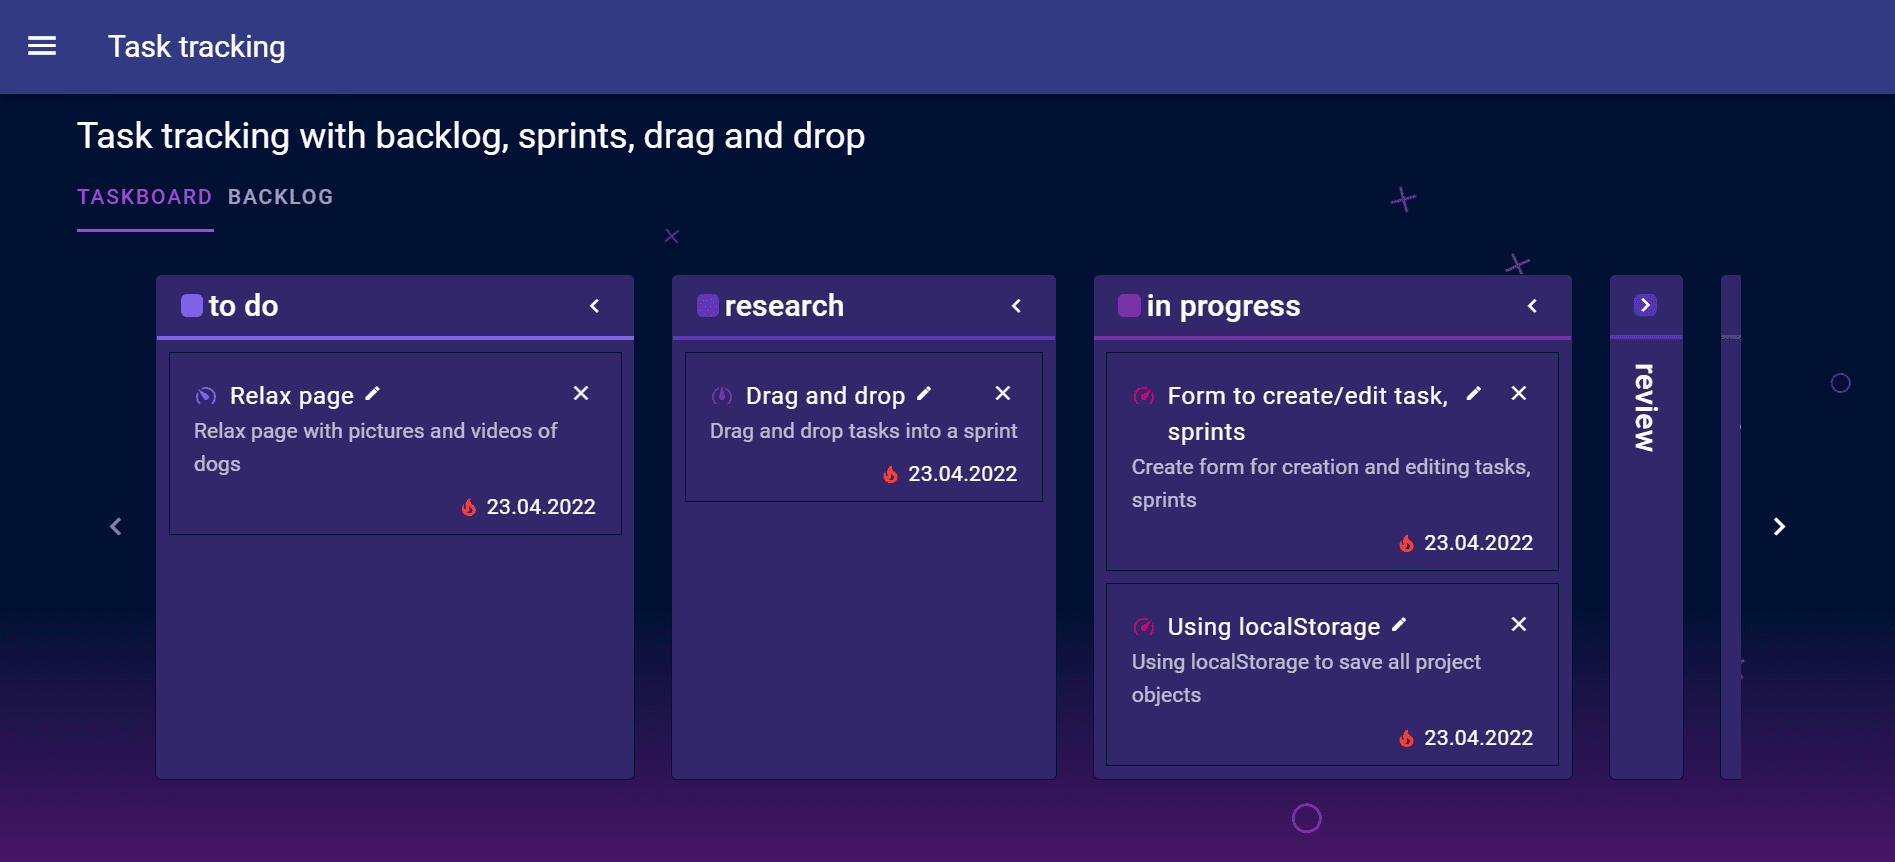 Task tracking
Task tracking with backlog, sprints, drag and drop
TASKBOARD BACKLOG
to do
Relax page
Relax page with pictures and videos of
dogs
23.04.2022
research
Drag and drop
Drag and drop tasks into a sprint
23.04.2022
in progress
Form to create/edit task,
sprints
Create form for creation and editing tasks,
sprints
23.04.2022
Using localStorage
Using localStorage to save all project
objects
23.04.2022
review